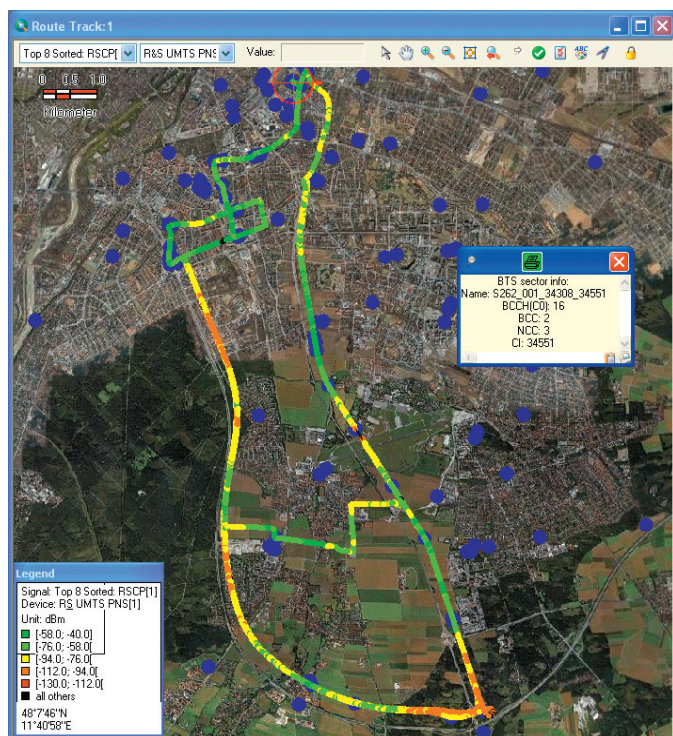 Route Track:1
Top 8 Sorted: RSCP[ R&S UMTS PNS[ Value: ABC
0 0.5 1.0
Kilometer
BTS sector info:
Name: S262_001_34308_34551
BCCH(C0): 16
BCC: 2
NCC: 3
CI: 34551
Legend
Signal: Top 8 Sorted: RSCP[1]
Device: RS UMTS PNS[1]
Unit: dBm
[-58.0; -40.0]
[-76.0; -58.0[
[-94.0; -76.0[
[-112.0; -94.0[
[-130.0; -112.0[
all others
48°7'46''N
11°40'58''E